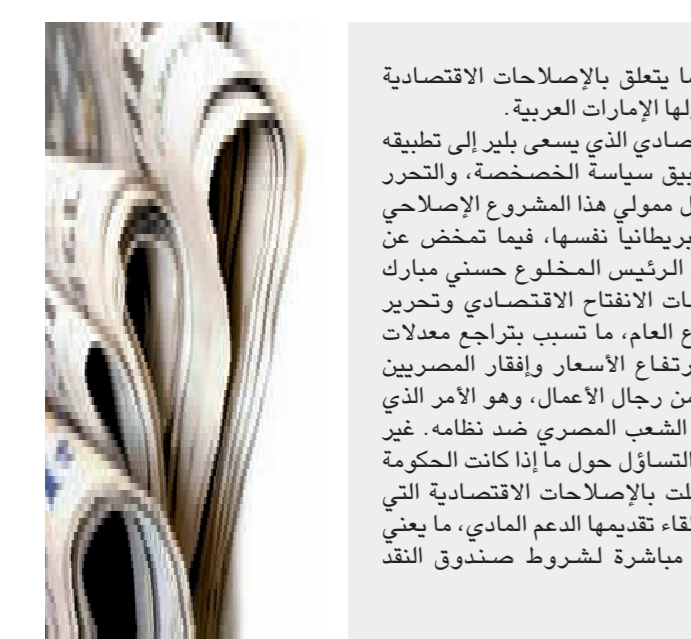 ما يتعلق بالإصلاحات الاقتصادية
لها الإمارات العربية.
صادي الذي يسعى بلير إلى تطبيقه
بيق سياسة الخصخصة، والتحرر
ل ممولي هذا المشروع الإصلاحي
بريطانيا نفسها، فيما تمخض عن
الرئيس المخلوع حسني مبارك
ات الانفتاح الاقتصادي وتحرير
ع العام، ما تسبب بتراجع معدلات
رتفاع الأسعار وإفقار المصريين
من رجال الأعمال، وهو الأمر الذي
الشعب المصري ضد نظامه. غير
التساؤل حول ما إذا كانت الحكومة
لت بالإصلاحات الاقتصادية التي
لقاء تقديمها الدعم المادي، ما يعني
مباشرة لشروط صندوق النقد